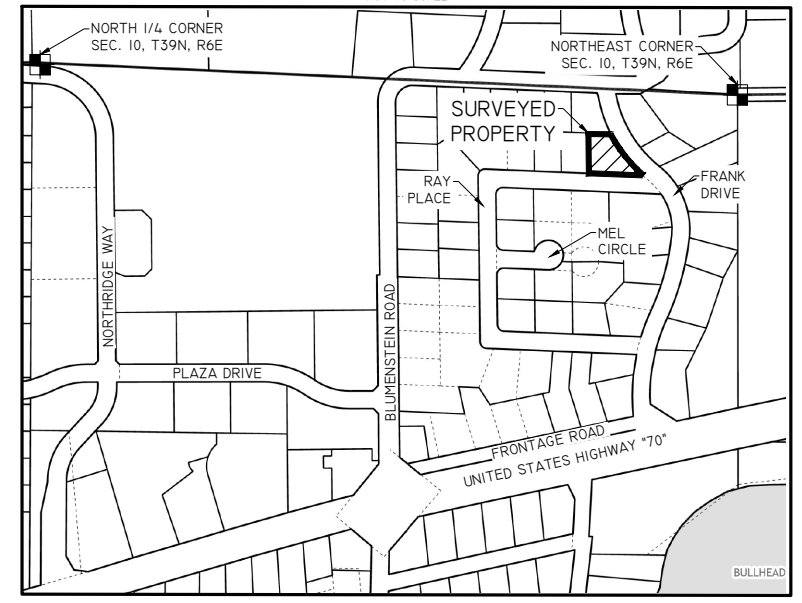 NORTH 1/4 CORNER
SEC. 10, T39N, R6E
NORTHEAST CORNER
SEC. 10, T39N, R6E
SURVEYED
PROPERTY
RAY
PLACE
FRANK
DRIVE
MEL
CIRCLE
NORTHRIDGE WAY
BLUMENSTEIN ROAD
PLAZA DRIVE
FRONTAGE ROAD
UNITED STATES HIGHWAY "70"
BULLHEAD